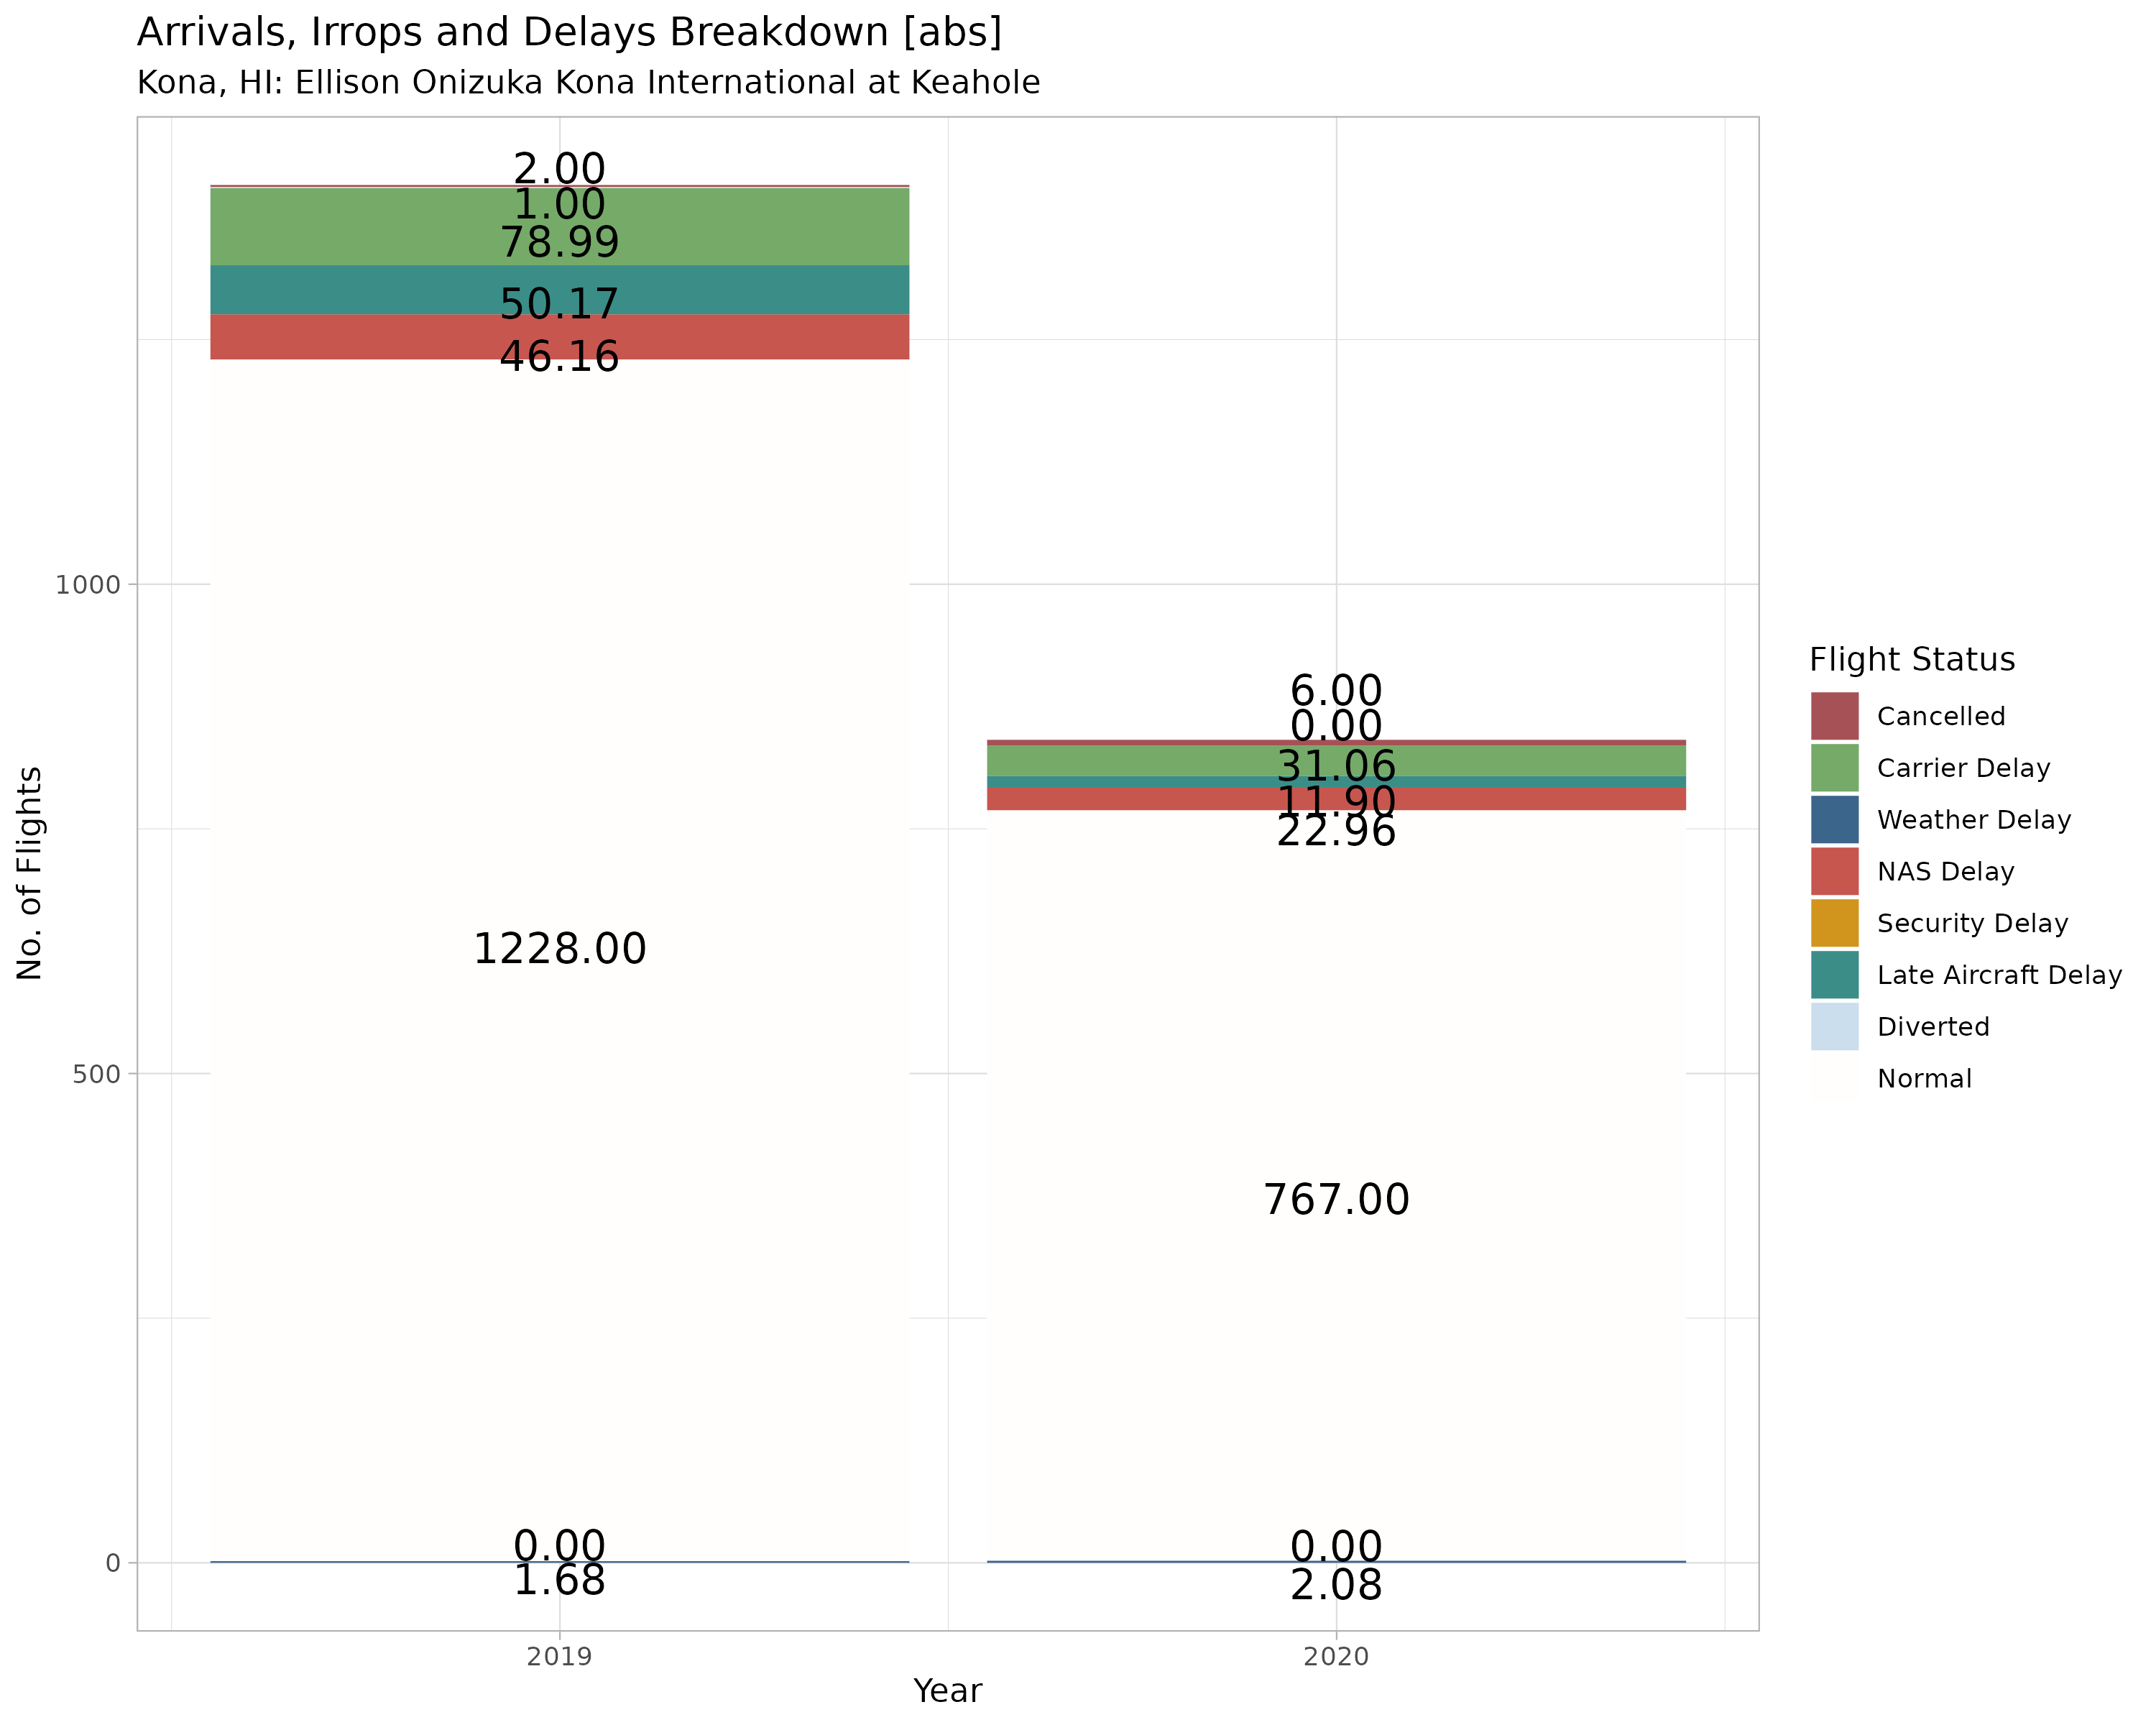 Arrivals, Irrops and Delays Breakdown [abs]
Kona, HI: Ellison Onizuka Kona International at Keahole
No. of Flights
1000
500
0
2.00
1.00
78.99
50.17
46.16
1228.00
0.00
1.68
6.00
0.00
31.06
11.90
22.96
767.00
0.00
2.08
2019
2020
Year
Flight Status
Cancelled
Carrier Delay
Weather Delay
NAS Delay
Security Delay
Late Aircraft Delay
Diverted
Normal